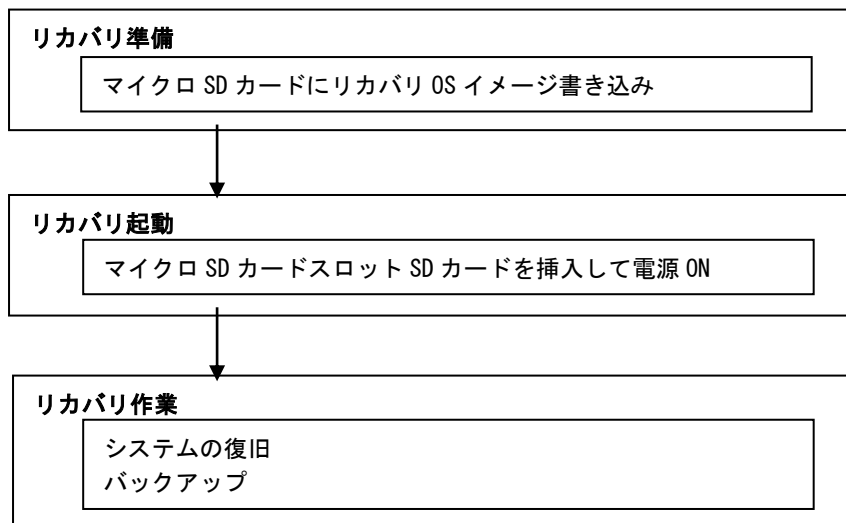 リカバリ準備
マイクロ SD カードにリカバリ OS イメージ書き込み
リカバリ起動
マイクロ SD カードスロット SD カードを挿入して電源 ON
リカバリ作業
システムの復旧
バックアップ